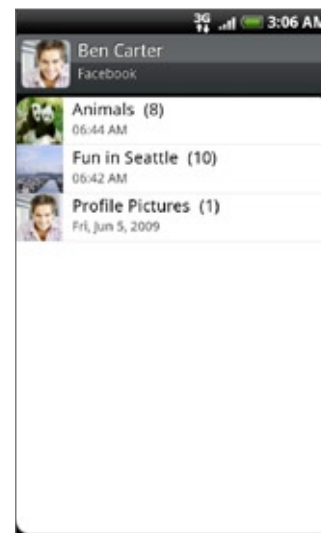 3G 3:06 AM
Ben Carter
Facebook
Animals (8)
06:44 AM
Fun in Seattle (10)
06:42 AM
Profile Pictures (1)
Fri, Jun 5, 2009